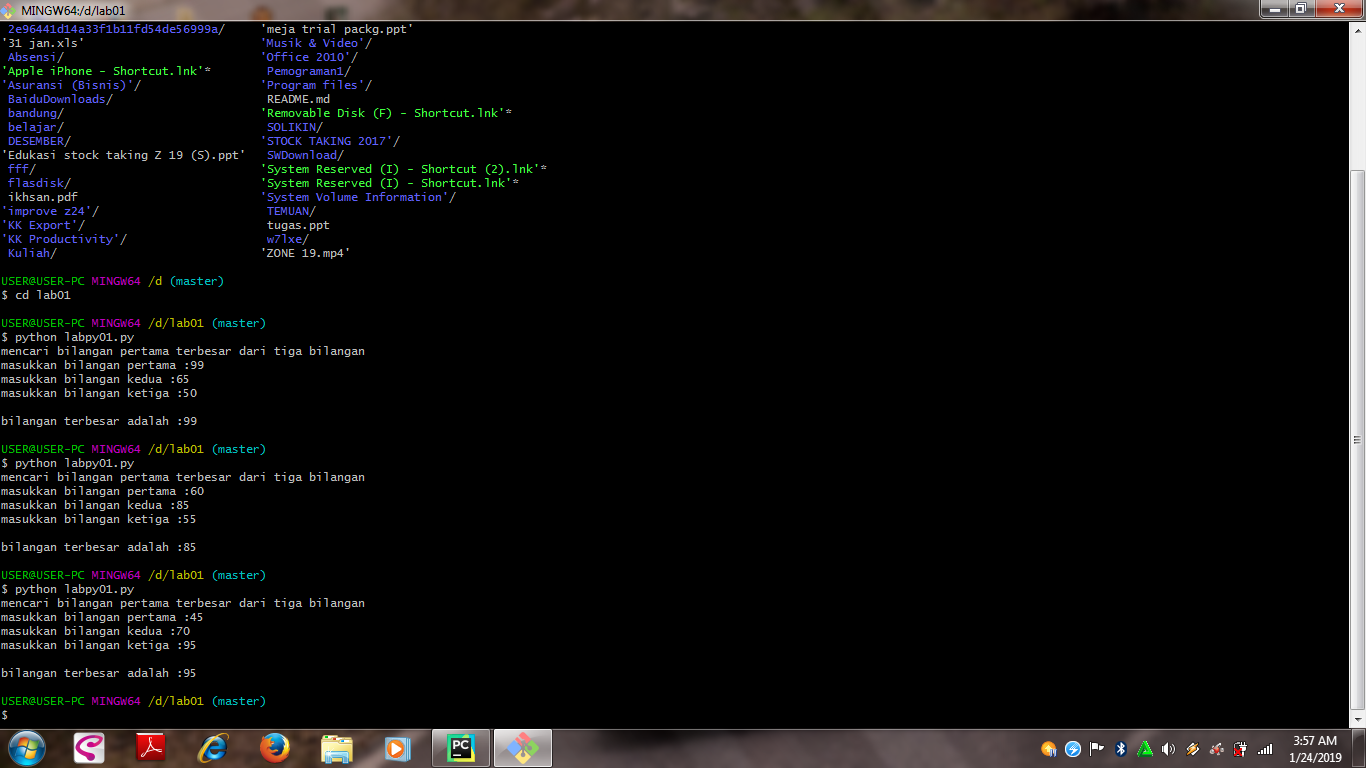 MINGW64:/d/lab01
2e96441d14a33f1b11fd54de56999a/ 'meja trial packg.ppt'
'31 jan.xls' 'Musik & Video'/
Absensi/ 'Office 2010'/
'Apple iPhone - Shortcut.lnk'* Pemograman1/
'Asuransi (Bisnis)'/ 'Program files'/
BaiduDownloads/ README.md
bandung/ 'Removable Disk (F) - Shortcut.lnk'*
belajar/ SOLIKIN/
DESEMBER/ 'STOCK TAKING 2017'/
'Edukasi stock taking Z 19 (S).ppt' SWDownload/
fff/ 'System Reserved (I) - Shortcut (2).lnk'*
flasdisk/ 'System Reserved (I) - Shortcut.lnk'*
ikhsan.pdf 'System Volume Information'/
'improve z24'/ TEMUAN/
'KK Export'/ tugas.ppt
'KK Productivity'/ w7lxe/
Kuliah/ 'ZONE 19.mp4'
USER@USER-PC MINGW64 /d (master)
$ cd lab01
USER@USER-PC MINGW64 /d/lab01 (master)
$ python labpy01.py
mencari bilangan pertama terbesar dari tiga bilangan
masukkan bilangan pertama :99
masukkan bilangan kedua :65
masukkan bilangan ketiga :50
bilangan terbesar adalah :99
USER@USER-PC MINGW64 /d/lab01 (master)
$ python labpy01.py
mencari bilangan pertama terbesar dari tiga bilangan
masukkan bilangan pertama :60
masukkan bilangan kedua :85
masukkan bilangan ketiga :55
bilangan terbesar adalah :85
USER@USER-PC MINGW64 /d/lab01 (master)
$ python labpy01.py
mencari bilangan pertama terbesar dari tiga bilangan
masukkan bilangan pertama :45
masukkan bilangan kedua :70
masukkan bilangan ketiga :95
bilangan terbesar adalah :95
USER@USER-PC MINGW64 /d/lab01 (master)
$
PC
3:57 AM
1/24/2019